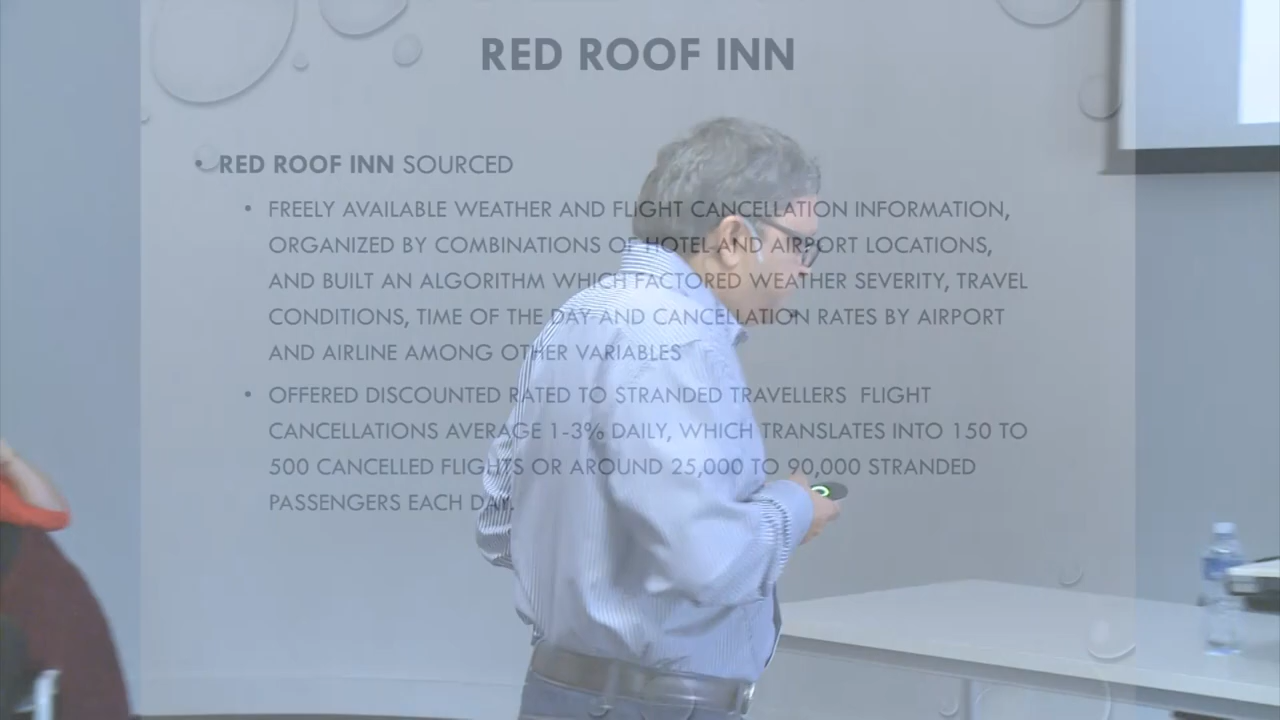 RED ROOF INN
• RED ROOF INN SOURCED
• FREELY AVAILABLE WEATHER AND FLIGHT CANCELLATION INFORMATION,
ORGANIZED BY COMBINATIONS OF HOTEL AND AIRPORT LOCATIONS,
AND BUILT AN ALGORITHM WHICH FACTORED WEATHER SEVERITY, TRAVEL
CONDITIONS, TIME OF THE DAY AND CANCELLATION RATES BY AIRPORT
AND AIRLINE AMONG OTHER VARIABLES
• OFFERED DISCOUNTED RATED TO STRANDED TRAVELLERS FLIGHT
CANCELLATIONS AVERAGE 1-3% DAILY, WHICH TRANSLATES INTO 150 TO
500 CANCELLED FLIGHTS OR AROUND 25,000 TO 90,000 STRANDED
PASSENGERS EACH DAY.